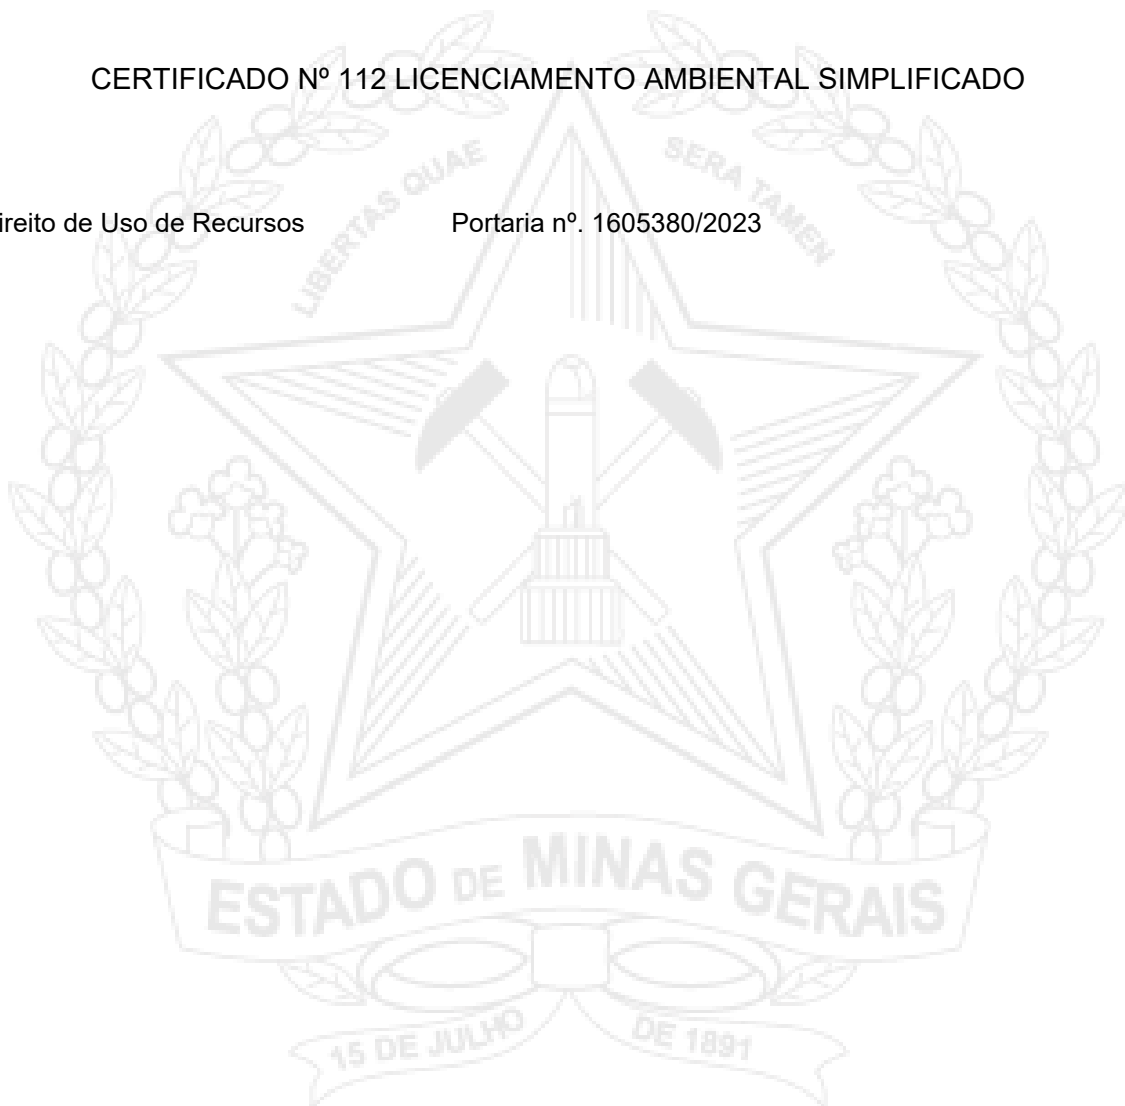 CERTIFICADO Nº 112 LICENCIAMENTO AMBIENTAL SIMPLIFICADO
LIBERTAS QUAE SERA TAMEN
ireito de Uso de Recursos Portaria nº. 1605380/2023
ESTADO DE MINAS GERAIS
15 DE JULHO DE 1891